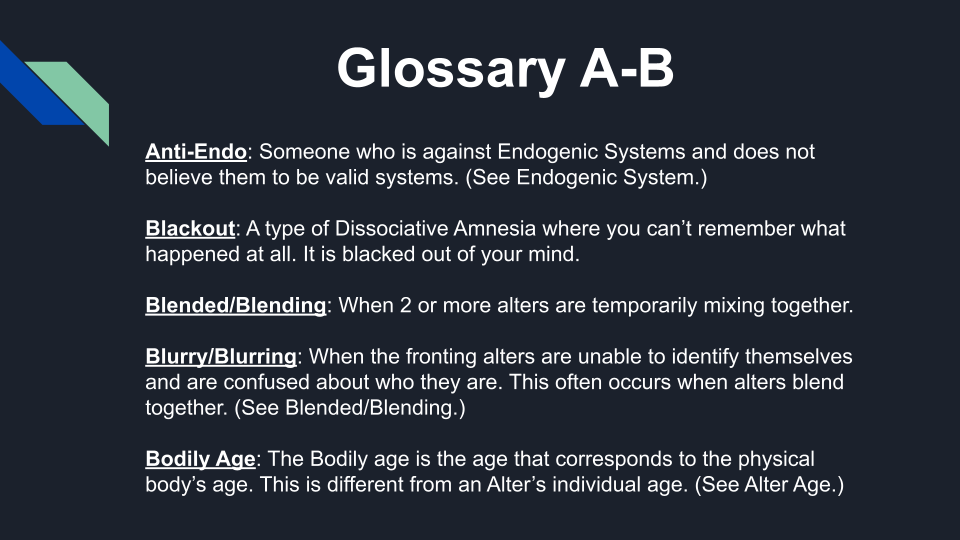 Glossary A-B
Anti-Endo: Someone who is against Endogenic Systems and does not
believe them to be valid systems. (See Endogenic System.)
Blackout: A type of Dissociative Amnesia where you can’t remember what
happened at all. It is blacked out of your mind.
Blended/Blending: When 2 or more alters are temporarily mixing together.
Blurry/Blurring: When the fronting alters are unable to identify themselves
and are confused about who they are. This often occurs when alters blend
together. (See Blended/Blending.)
Bodily Age: The Bodily age is the age that corresponds to the physical
body’s age. This is different from an Alter’s individual age. (See Alter Age.)